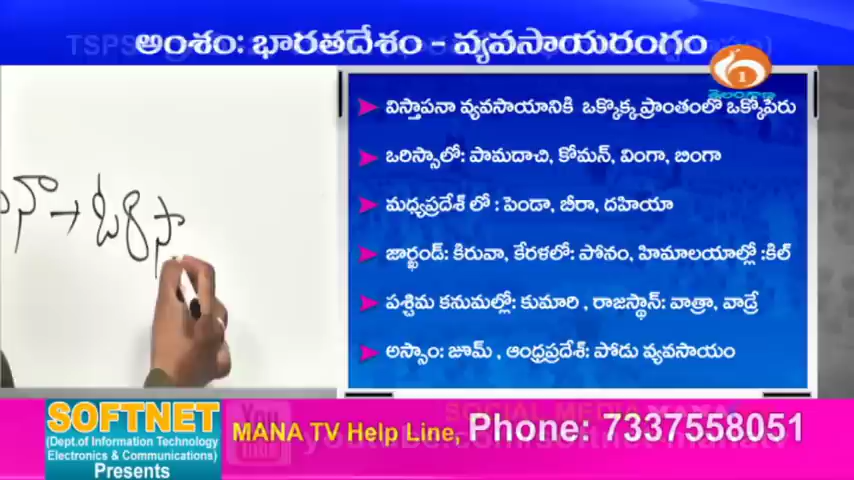 అంశం: భారతదేశం - వ్యవసాయరంగం
1
తెలంగాణ
విస్తాపనా వ్యవసాయానికి ఒక్కొక్క ప్రాంతంలో ఒక్కోపేరు
ఒరిస్సాలో: పామదాచి, కోమన్, వింగా, బింగా
మధ్యప్రదేశ్ లో : పెండా, బీరా, దహియా
జార్ఖండ్: కిరువా, కేరళలో: పోనం, హిమాలయాల్లో :కిల్
పశ్చిమ కనుమల్లో: కుమారి , రాజస్థాన్: వాత్రా, వాడ్రే
అస్సాం: జూమ్ , ఆంధ్రప్రదేశ్: పోడు వ్యవసాయం
నా → ఓరిసా
SOFTNET
(Dept.of Information Technology
Electronics & Communications)
Presents
MANA TV Help Line, Phone: 7337558051